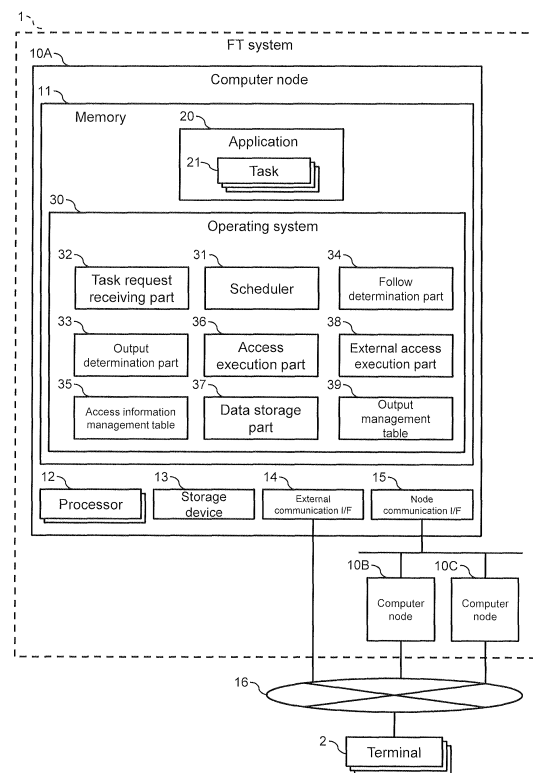 1
FT system
10A
Computer node
11
Memory
20
Application
21
Task
30
Operating system
32
Task request
receiving part
31
Scheduler
34
Follow
determination part
33
Output
determination part
36
Access
execution part
38
External access
execution part
35
Access information
management table
37
Data storage
part
39
Output
management
table
12
Processor
13
Storage
device
14
External
communication I/F
15
Node
communication I/F
10B
Computer
node
10C
Computer
node
16
2
Terminal